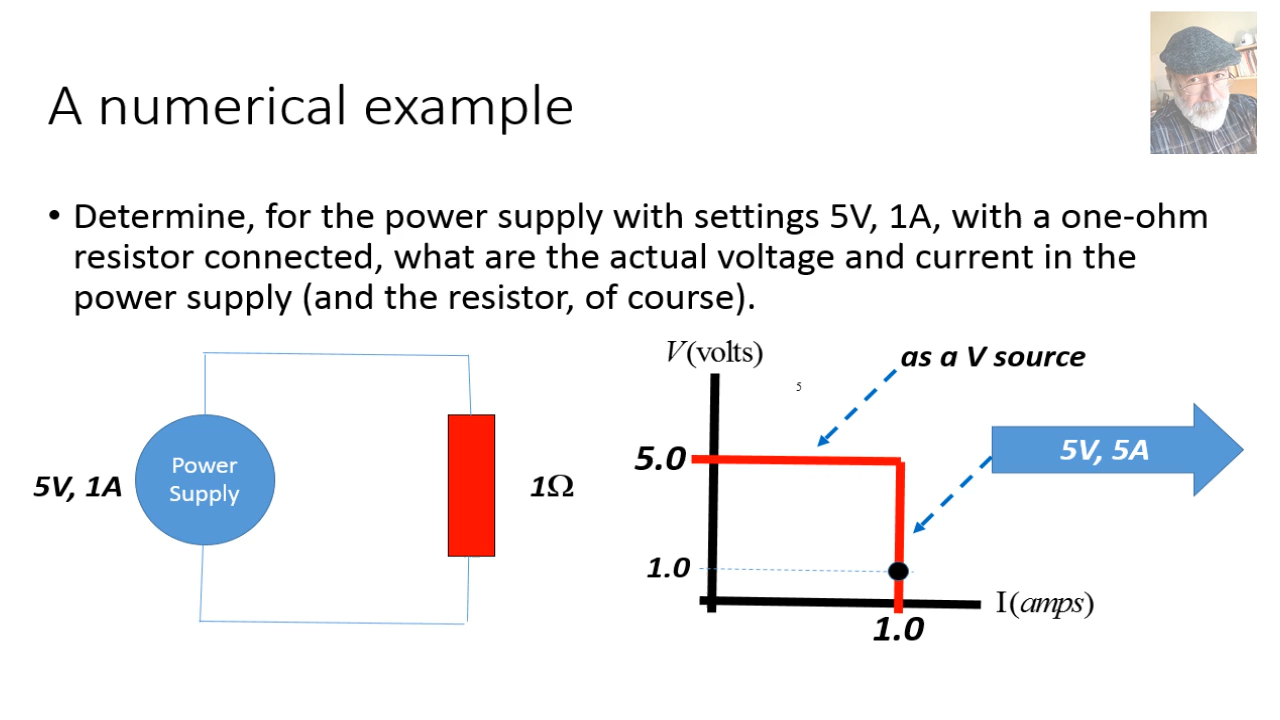 A numerical example
• Determine, for the power supply with settings 5V, 1A, with a one-ohm
resistor connected, what are the actual voltage and current in the
power supply (and the resistor, of course).
Power
Supply
5V, 1A
1Ω
V(volts)
5
as a V source
5V, 5A
5.0
1.0
I(amps)
1.0